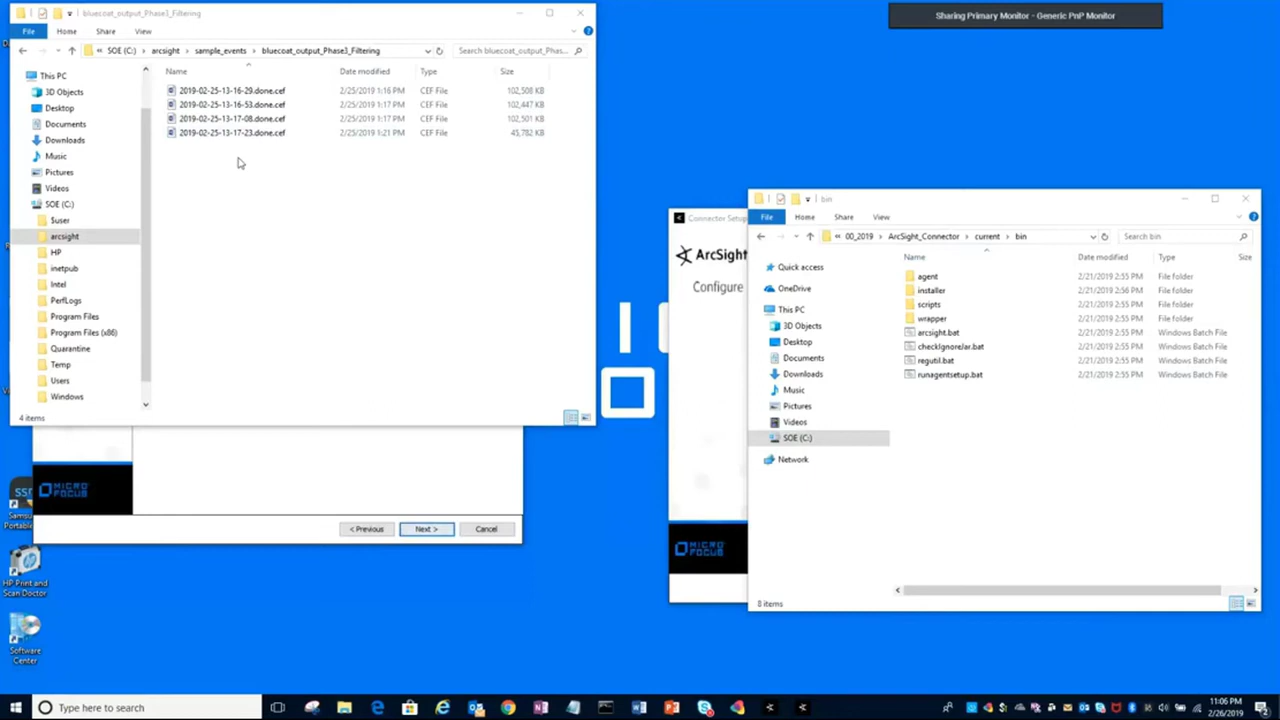 bluecoat_output_Phase3_Filtering
File Home Share View
SOE (C:) > arcsight > sample_events > bluecoat_output_Phase3_Filtering
Search bluecoat_output_Phas...
Name Date modified Type Size
2019-02-25-13-16-29.done.cef 2/25/2019 1:16 PM CEF File 102,508 KB
2019-02-25-13-16-53.done.cef 2/25/2019 1:17 PM CEF File 102,447 KB
2019-02-25-13-17-08.done.cef 2/25/2019 1:17 PM CEF File 102,501 KB
2019-02-25-13-17-23.done.cef 2/25/2019 1:21 PM CEF File 45,782 KB
This PC
3D Objects
Desktop
Documents
Downloads
Music
Pictures
Videos
SOE (C:)
$user
arcsight
HP
inetpub
Intel
PerfLogs
Program Files
Program Files (x86)
Quarantine
Temp
Users
Windows
4 items
MICRO FOCUS
< Previous Next > Cancel
Sharing Primary Monitor - Generic PnP Monitor
Connector Setup
ArcSight
Configure
MICRO FOCUS
bin
File Home Share View
00_2019 > ArcSight_Connector > current > bin
Search bin
Name Date modified Type Size
agent 2/21/2019 2:55 PM File folder
installer 2/21/2019 2:56 PM File folder
scripts 2/21/2019 2:55 PM File folder
wrapper 2/21/2019 2:55 PM File folder
arcsight.bat 2/21/2019 2:55 PM Windows Batch File
checkIgnoreJar.bat 2/21/2019 2:55 PM Windows Batch File
regutil.bat 2/21/2019 2:55 PM Windows Batch File
runagentsetup.bat 2/21/2019 2:55 PM Windows Batch File
Quick access
OneDrive
This PC
3D Objects
Desktop
Documents
Downloads
Music
Pictures
Videos
SOE (C:)
Network
8 items
HP Print and
Scan Doctor
Software
Center
Type here to search
11:06 PM
2/26/2019